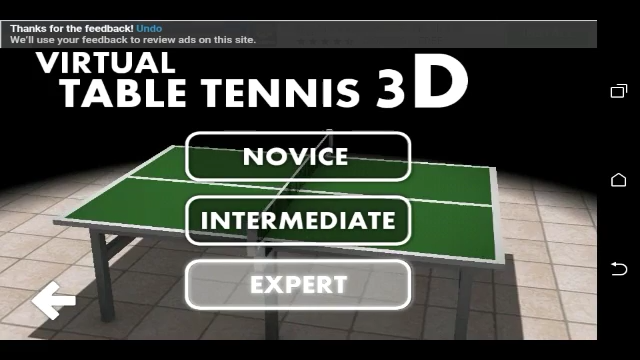 Thanks for the feedback! Undo
We'll use your feedback to review ads on this site.
VIRTUAL
TABLE TENNIS 3D
NOVICE
INTERMEDIATE
EXPERT